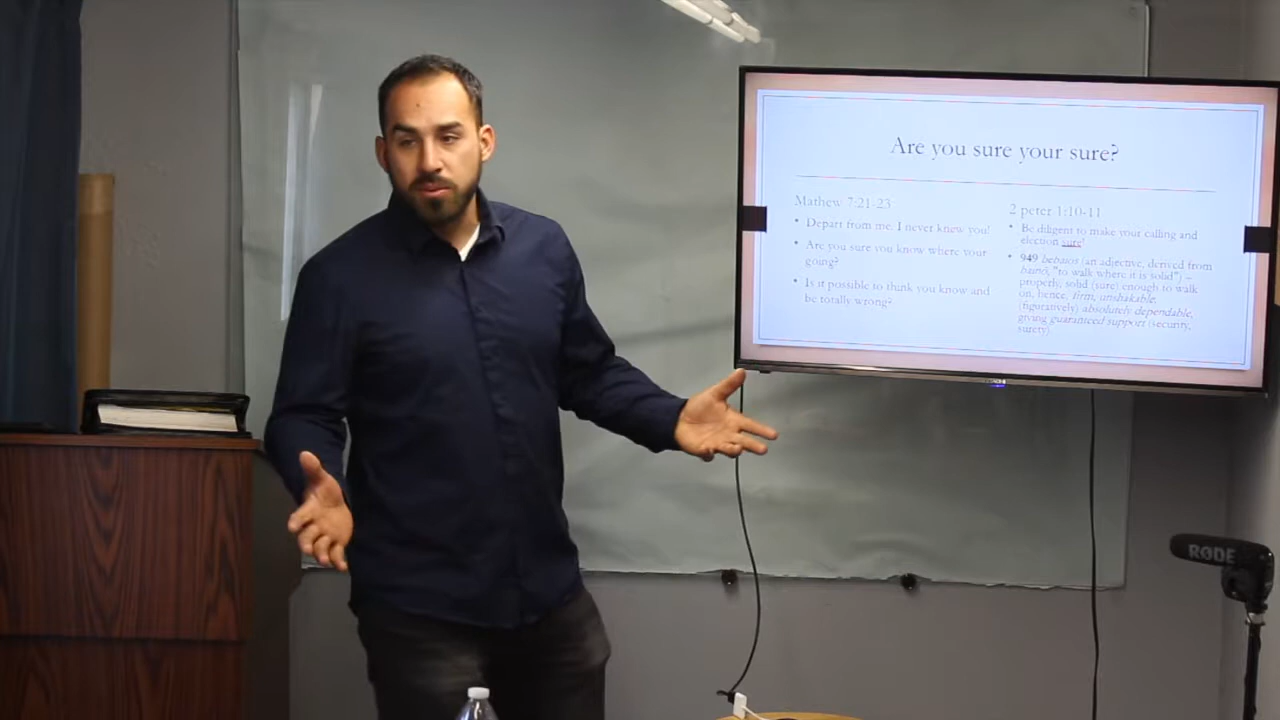 Are you sure your sure?
Mathew 7:21-23
• Depart from me, I never knew you!
• Are you sure you know where your
going?
• Is it possible to think you know and
be totally wrong?
2 peter 1:10-11
• Be diligent to make your calling and
election sure!
• 949 bebaios (an adjective, derived from
bainō, "to walk where it is solid") –
properly, solid (sure) enough to walk
on, hence, firm, unshakable,
(figuratively) absolutely dependable,
giving guaranteed support (security,
surety)
RØDE